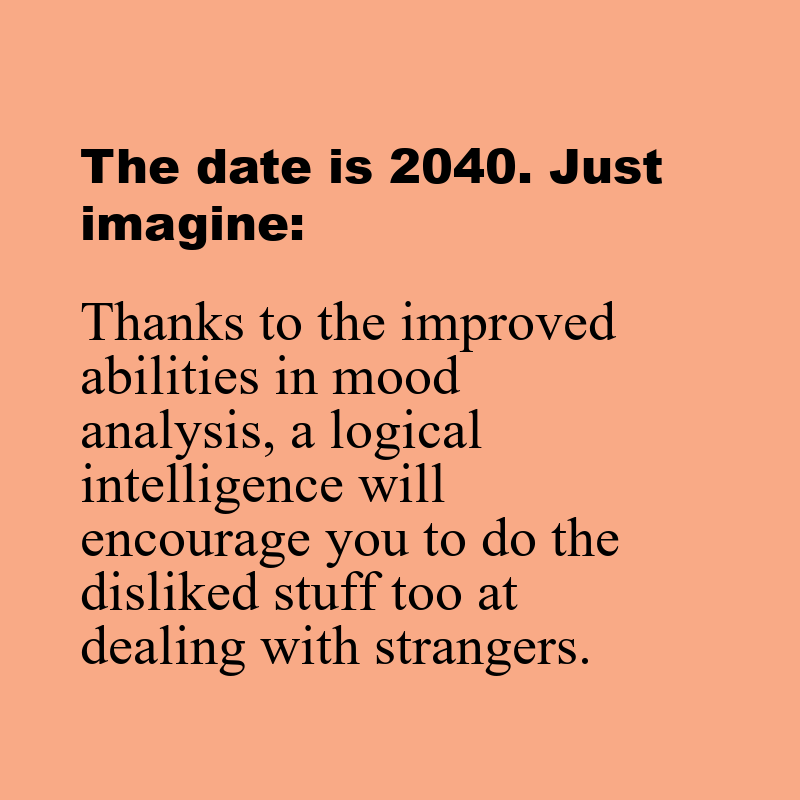 The date is 2040. Just
imagine:
Thanks to the improved
abilities in mood
analysis, a logical
intelligence will
encourage you to do the
disliked stuff too at
dealing with strangers.